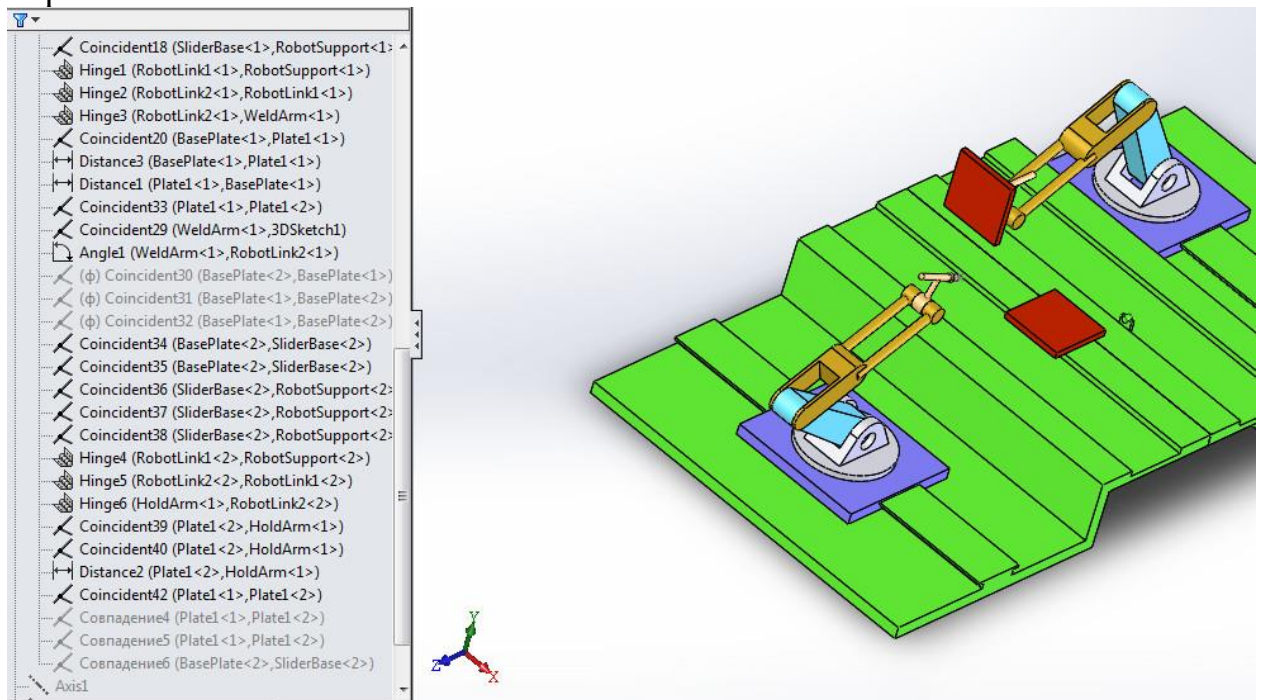 Coincident18 (SliderBase<1>,RobotSupport<1>
Hinge1 (RobotLink1<1>,RobotSupport<1>)
Hinge2 (RobotLink2<1>,RobotLink1<1>)
Hinge3 (RobotLink2<1>,WeldArm<1>)
Coincident20 (BasePlate<1>,Plate1<1>)
Distance3 (BasePlate<1>,Plate1<1>)
Distance1 (Plate1<1>,BasePlate<1>)
Coincident33 (Plate1<1>,Plate1<2>)
Coincident29 (WeldArm<1>,3DSketch1)
Angle1 (WeldArm<1>,RobotLink2<1>)
(ф) Coincident30 (BasePlate<2>,BasePlate<1>)
(ф) Coincident31 (BasePlate<1>,BasePlate<2>)
(ф) Coincident32 (BasePlate<1>,BasePlate<2>)
Coincident34 (BasePlate<2>,SliderBase<2>)
Coincident35 (BasePlate<2>,SliderBase<2>)
Coincident36 (SliderBase<2>,RobotSupport<2>
Coincident37 (SliderBase<2>,RobotSupport<2>
Coincident38 (SliderBase<2>,RobotSupport<2>
Hinge4 (RobotLink1<2>,RobotSupport<2>)
Hinge5 (RobotLink2<2>,RobotLink1<2>)
Hinge6 (HoldArm<1>,RobotLink2<2>)
Coincident39 (Plate1<2>,HoldArm<1>)
Coincident40 (Plate1<2>,HoldArm<1>)
Distance2 (Plate1<2>,HoldArm<1>)
Coincident42 (Plate1<1>,Plate1<2>)
Совпадение4 (Plate1<1>,Plate1<2>)
Совпадение5 (Plate1<1>,Plate1<2>)
Совпадение6 (BasePlate<2>,SliderBase<2>)
Axis1
Y
Z
X